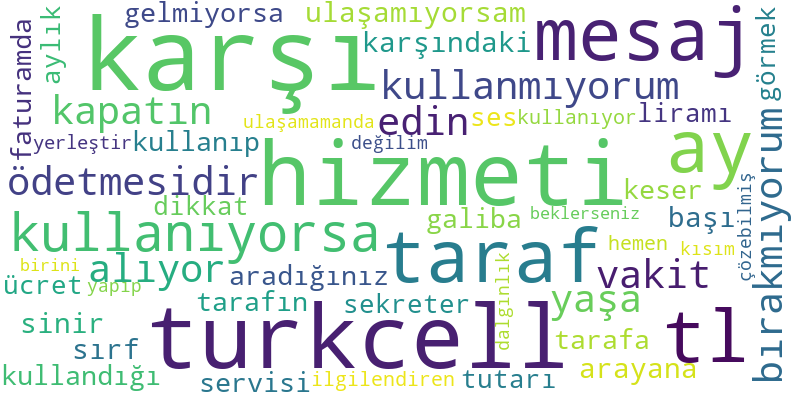 gelmiyorsa
ulaşamıyorsam
karşı
mesaj
görmek
aylık
faturamda
karşındaki
kullanmıyorum
kapatın
edin
ses
kullanıyor
liramı
ulaşamamanda
yerleştir
kullanıp
değilim
hizmeti
ay
ödetmesidir
keser
bırakmıyorum
çözebilmiş
dikkat
galiba
beklerseniz
başı
kullanıyorsa
taraf
hemen
kısım
birini
alıyor
aradığınız
dalgınlık
vakit
ücret
yapıp
tarafın
sekreter
yaşa
sinir
turkcell
tl
sırf
tarafa
kullandığı
servisi
ilgilendiren
tutarı
arayana